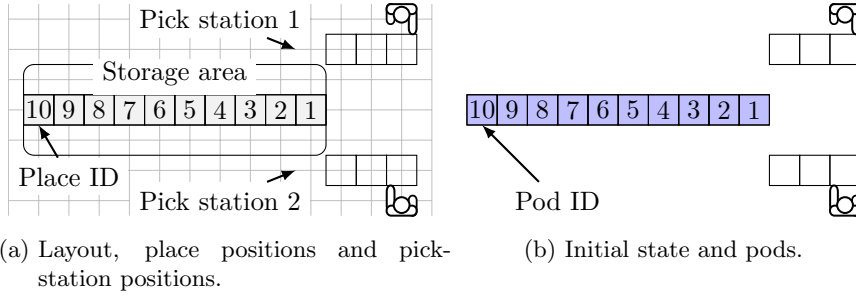 Pick station 1
Storage area
10 9 8 7 6 5 4 3 2 1
Place ID
Pick station 2
(a) Layout, place positions and pick-
station positions.
10 9 8 7 6 5 4 3 2 1
Pod ID
(b) Initial state and pods.